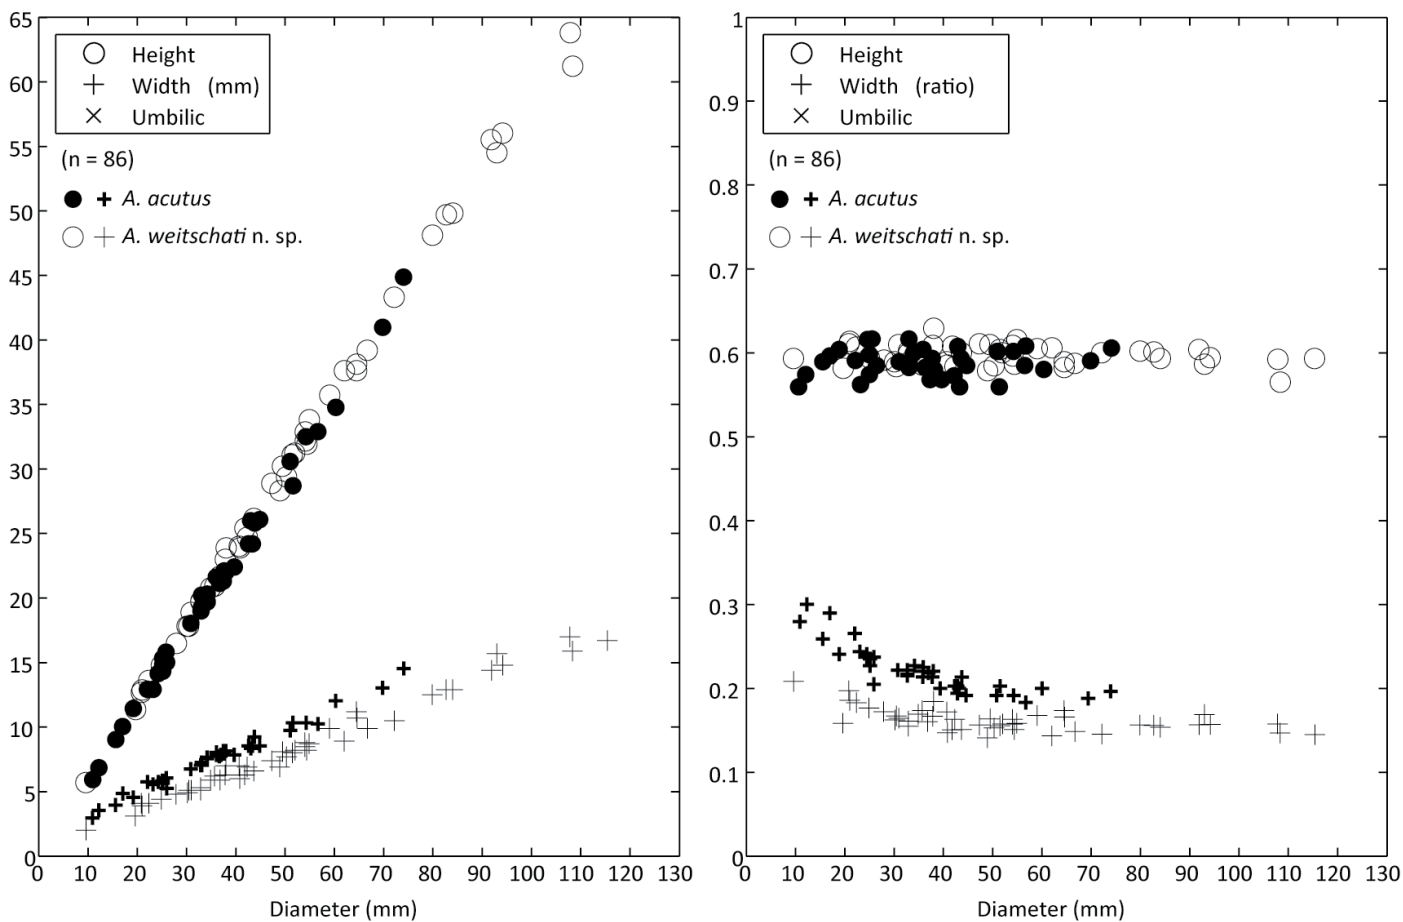 65
60
55
50
45
40
35
30
25
20
15
10
5
0
0 10 20 30 40 50 60 70 80 90 100 110 120 130
Diameter (mm)
Height
Width (mm)
Umbilic
(n = 86)
A. acutus
A. weitschati n. sp.
1
0.9
0.8
0.7
0.6
0.5
0.4
0.3
0.2
0.1
0
0 10 20 30 40 50 60 70 80 90 100 110 120 130
Diameter (mm)
Height
Width (ratio)
Umbilic
(n = 86)
A. acutus
A. weitschati n. sp.